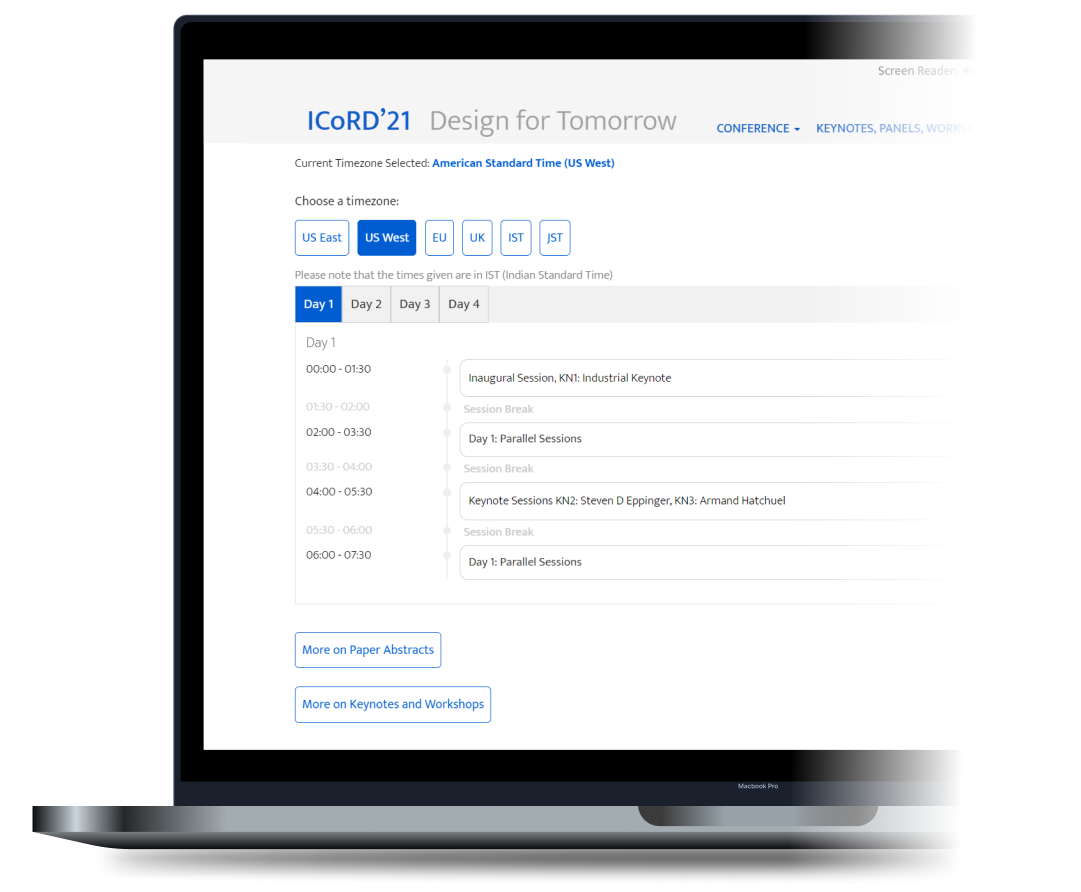 Screen Reader:
ICoRD’21 Design for Tomorrow CONFERENCE KEYNOTES, PANELS,
Current Timezone Selected: American Standard Time (US West)
Choose a timezone:
US East US West EU UK IST JST
Please note that the times given are in IST (Indian Standard Time)
Day 1 Day 2 Day 3 Day 4
Day 1
00:00 - 01:30 Inaugural Session, KN1: Industrial Keynote
01:30 - 02:00 Session Break
02:00 - 03:30 Day 1: Parallel Sessions
03:30 - 04:00 Session Break
04:00 - 05:30 Keynote Sessions KN2: Steven D Eppinger, KN3: Armand Hatchuel
05:30 - 06:00 Session Break
06:00 - 07:30 Day 1: Parallel Sessions
More on Paper Abstracts
More on Keynotes and Workshops
Macbook Pro